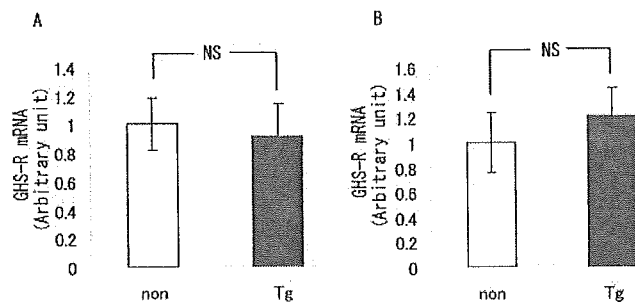 A
NS
GHS-R mRNA
(Arbitrary unit)
1.4
1.2
1
0.8
0.6
0.4
0.2
0
non
Tg
B
NS
GHS-R mRNA
(Arbitrary unit)
1.6
1.4
1.2
1
0.8
0.6
0.4
0.2
0
non
Tg